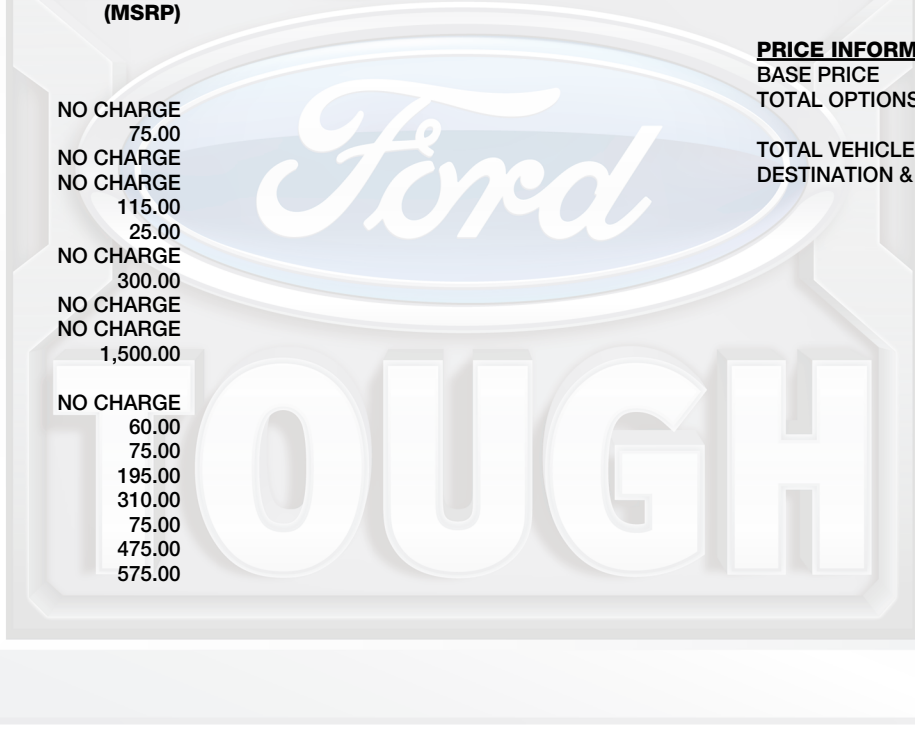 (MSRP)
PRICE INFORM
BASE PRICE
TOTAL OPTIONS
TOTAL VEHICLE
DESTINATION &
NO CHARGE
75.00
NO CHARGE
NO CHARGE
115.00
25.00
NO CHARGE
300.00
NO CHARGE
NO CHARGE
1,500.00
NO CHARGE
60.00
75.00
195.00
310.00
75.00
475.00
575.00
Ford
TOUGH